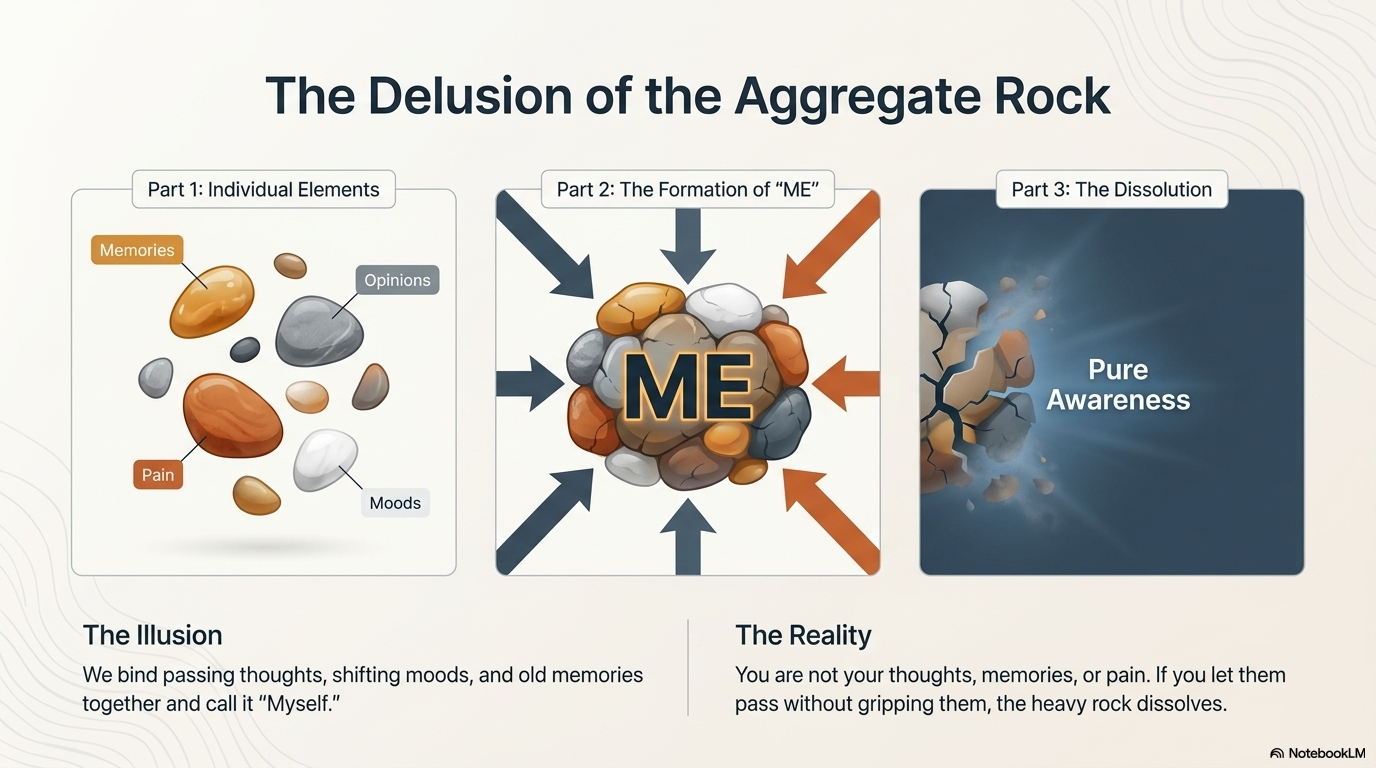 The Delusion of the Aggregate Rock
Part 1: Individual Elements
Memories
Opinions
Pain
Moods
Part 2: The Formation of “ME”
ME
Part 3: The Dissolution
Pure
Awareness
The Illusion
We bind passing thoughts, shifting moods, and old memories
together and call it “Myself.”
The Reality
You are not your thoughts, memories, or pain. If you let them
pass without gripping them, the heavy rock dissolves.
NotebookLM